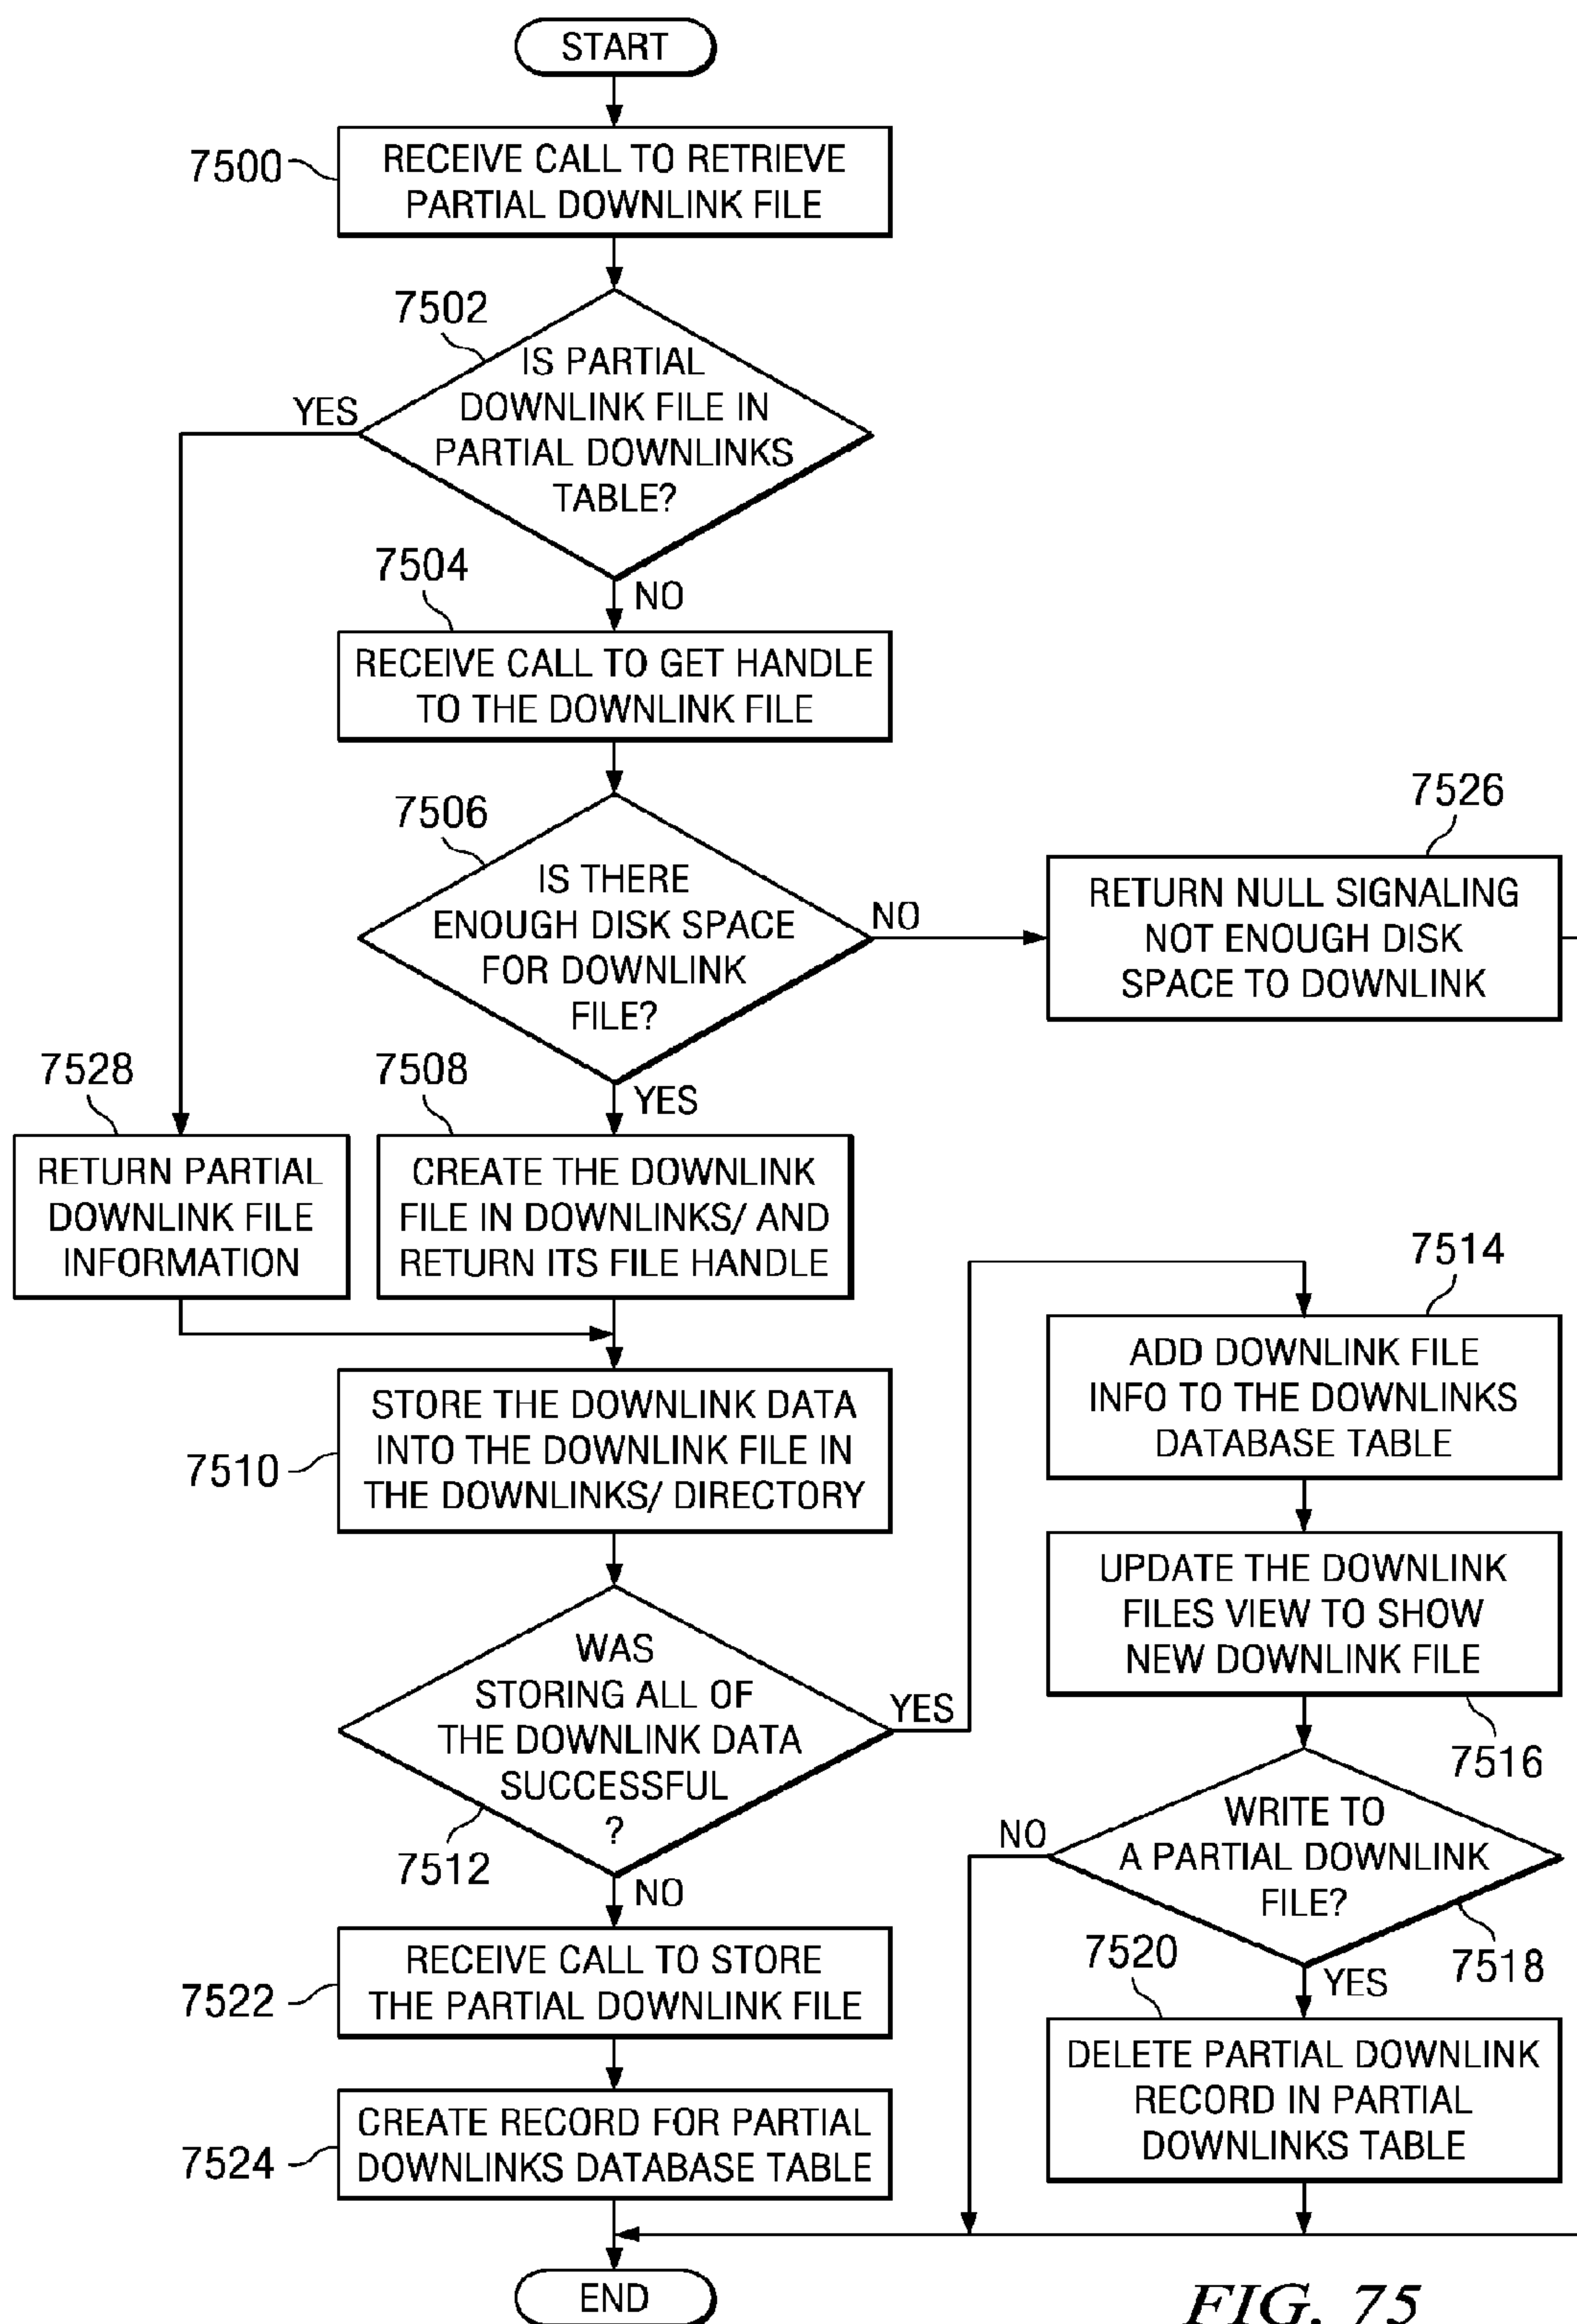 START
7500
RECEIVE CALL TO RETRIEVE
PARTIAL DOWNLINK FILE
7502
IS PARTIAL
DOWNLINK FILE IN
PARTIAL DOWNLINKS
TABLE?
YES
NO
7504
RECEIVE CALL TO GET HANDLE
TO THE DOWNLINK FILE
7506
IS THERE
ENOUGH DISK SPACE
FOR DOWNLINK
FILE?
NO
YES
7526
RETURN NULL SIGNALING
NOT ENOUGH DISK
SPACE TO DOWNLINK
7528
RETURN PARTIAL
DOWNLINK FILE
INFORMATION
7508
CREATE THE DOWNLINK
FILE IN DOWNLINKS/ AND
RETURN ITS FILE HANDLE
7510
STORE THE DOWNLINK DATA
INTO THE DOWNLINK FILE IN
THE DOWNLINKS/ DIRECTORY
WAS
STORING ALL OF
THE DOWNLINK DATA
SUCCESSFUL
?
7512
YES
NO
7514
ADD DOWNLINK FILE
INFO TO THE DOWNLINKS
DATABASE TABLE
UPDATE THE DOWNLINK
FILES VIEW TO SHOW
NEW DOWNLINK FILE
7516
WRITE TO
A PARTIAL DOWNLINK
FILE?
NO
7518
YES
7520
DELETE PARTIAL DOWNLINK
RECORD IN PARTIAL
DOWNLINKS TABLE
7522
RECEIVE CALL TO STORE
THE PARTIAL DOWNLINK FILE
7524
CREATE RECORD FOR PARTIAL
DOWNLINKS DATABASE TABLE
END
FIG. 75